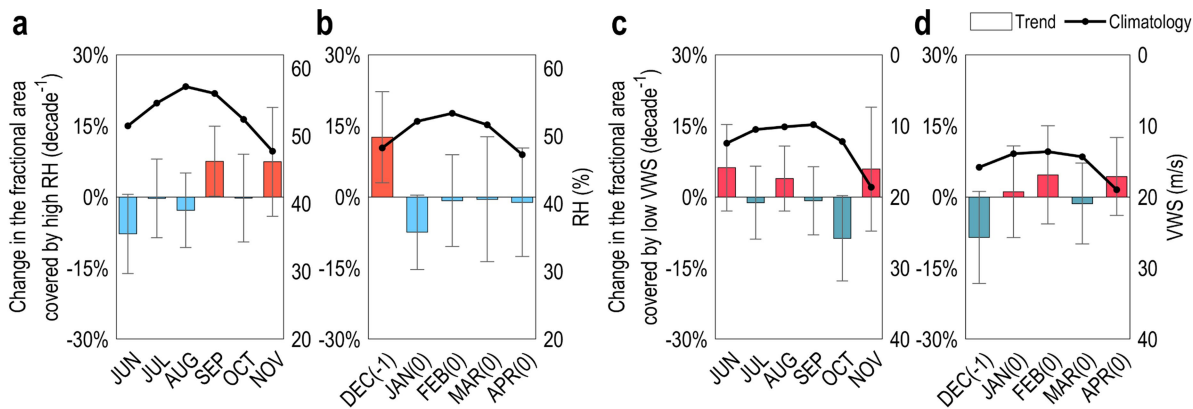 a
b
c
d
Trend
Climatology
Change in the fractional area
covered by high RH (decade⁻¹)
30%
15%
0%
-15%
-30%
60
50
40
30
20
JUN
JUL
AUG
SEP
OCT
NOV
30%
15%
0%
-15%
-30%
60
50
40
30
20
RH (%)
DEC(-1)
JAN(0)
FEB(0)
MAR(0)
APR(0)
Change in the fractional area
covered by low VWS (decade⁻¹)
30%
15%
0%
-15%
-30%
0
10
20
30
40
JUN
JUL
AUG
SEP
OCT
NOV
30%
15%
0%
-15%
-30%
0
10
20
30
40
VWS (m/s)
DEC(-1)
JAN(0)
FEB(0)
MAR(0)
APR(0)